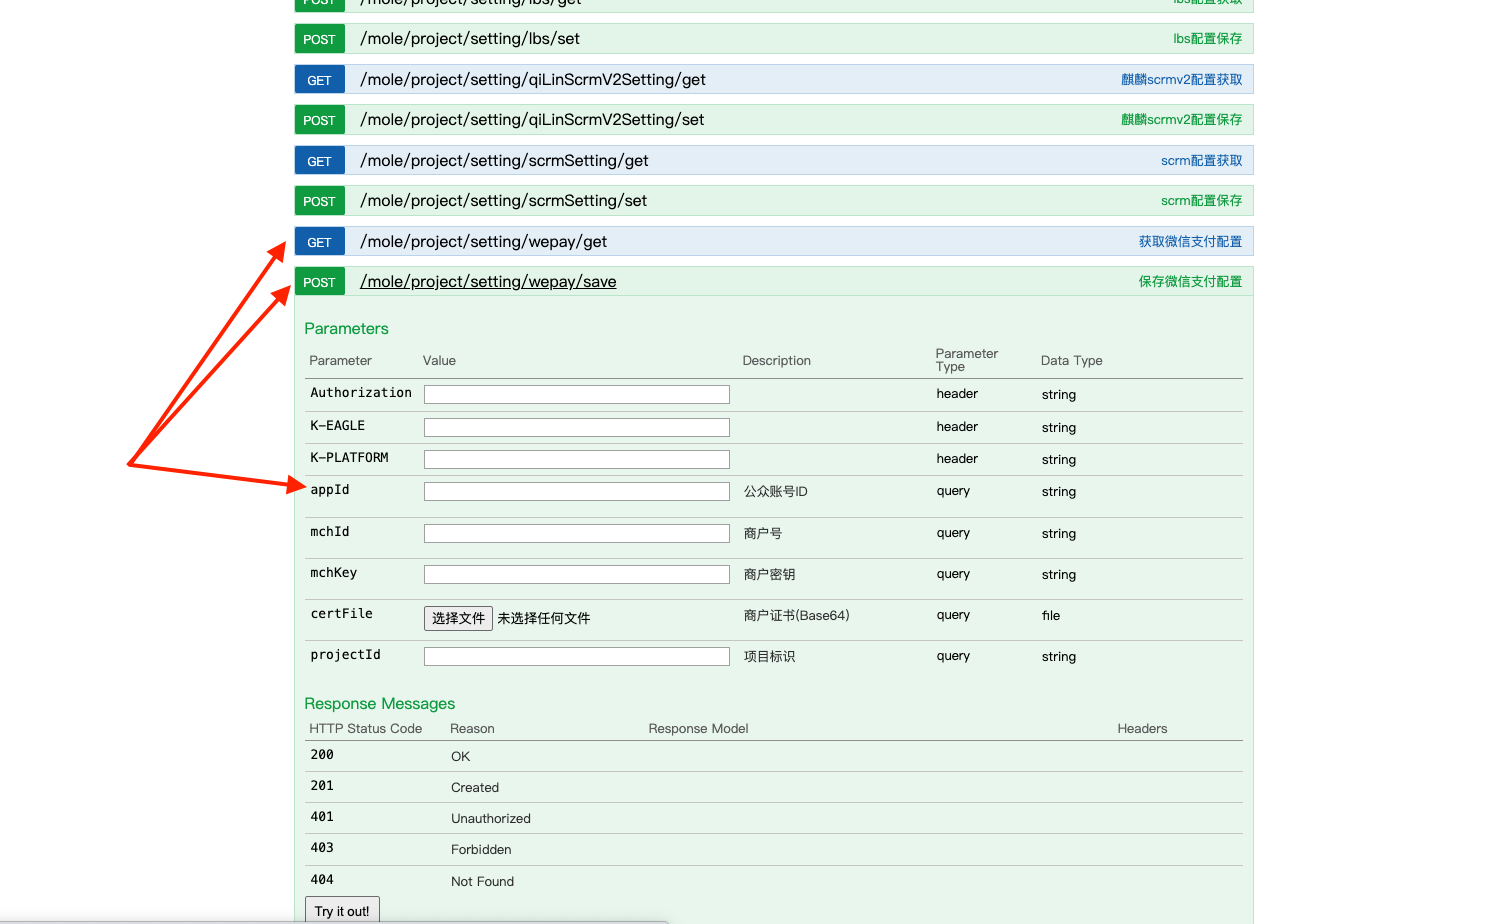 POST /mole/project/setting/lbs/get lbs配置获取
POST /mole/project/setting/lbs/set lbs配置保存
GET /mole/project/setting/qiLinScrmV2Setting/get 麒麟scrmv2配置获取
POST /mole/project/setting/qiLinScrmV2Setting/set 麒麟scrmv2配置保存
GET /mole/project/setting/scrmSetting/get scrm配置获取
POST /mole/project/setting/scrmSetting/set scrm配置保存
GET /mole/project/setting/wepay/get 获取微信支付配置
POST /mole/project/setting/wepay/save 保存微信支付配置
Parameters
Parameter Value Description Parameter Type Data Type
Authorization header string
K-EAGLE header string
K-PLATFORM header string
appId 公众账号ID query string
mchId 商户号 query string
mchKey 商户密钥 query string
certFile 选择文件 未选择任何文件 商户证书(Base64) query file
projectId 项目标识 query string
Response Messages
HTTP Status Code Reason Response Model Headers
200 OK
201 Created
401 Unauthorized
403 Forbidden
404 Not Found
Try it out!